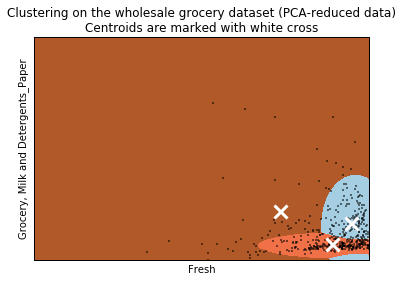 Clustering on the wholesale grocery dataset (PCA-reduced data)
Centroids are marked with white cross
Grocery, Milk and Detergents_Paper
Fresh